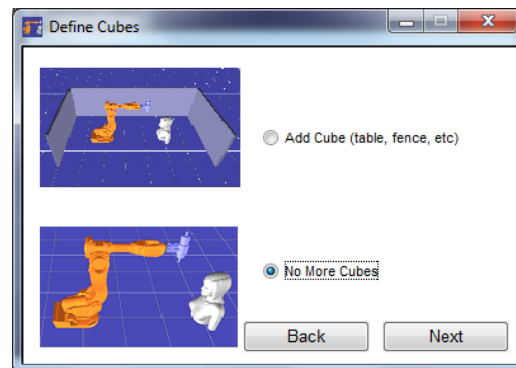 Define Cubes
Add Cube (table, fence, etc)
No More Cubes
Back
Next